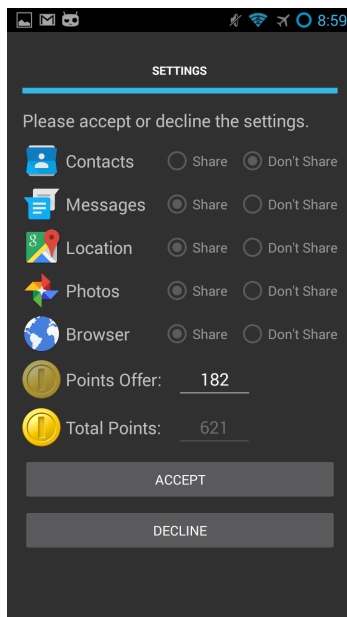 8:59
SETTINGS
Please accept or decline the settings.
Contacts Share Don't Share
Messages Share Don't Share
8 Location Share Don't Share
Photos Share Don't Share
Browser Share Don't Share
Points Offer: 182
Total Points: 621
ACCEPT
DECLINE